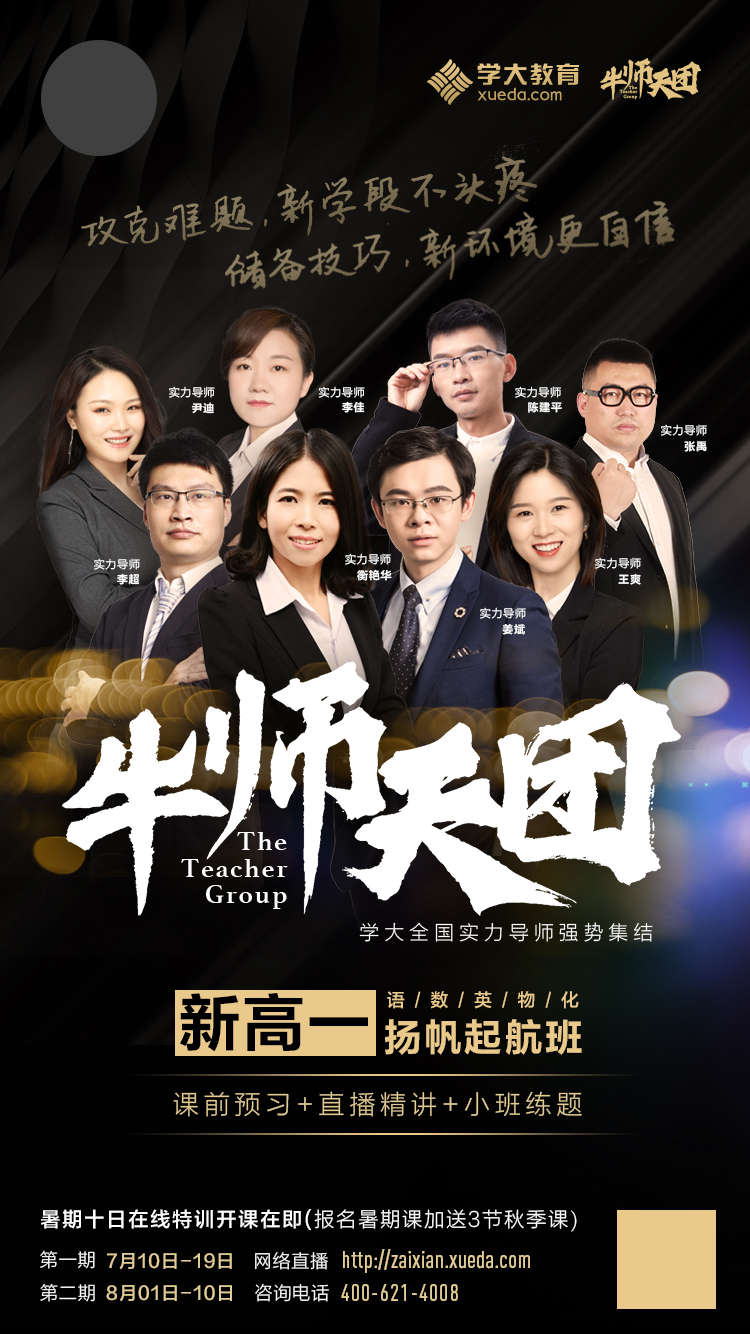 学大教育
xueda.com
牛师天团
The
Teacher
Group
攻克难题，新学段不头疼
储备技巧，新环境更自信
实力导师
尹迪
实力导师
李佳
实力导师
陈建平
实力导师
张禹
实力导师
李超
实力导师
衡艳华
实力导师
姜斌
实力导师
王爽
牛师天团
The
Teacher
Group
学大全国实力导师强势集结
新高一
语/数/英/物/化
扬帆起航班
课前预习+直播精讲+小班练题
暑期十日在线特训开课在即(报名暑期课加送3节秋季课)
第一期 7月10日-19日 网络直播 http://zaixian.xueda.com
第二期 8月01日-10日 咨询电话 400-621-4008